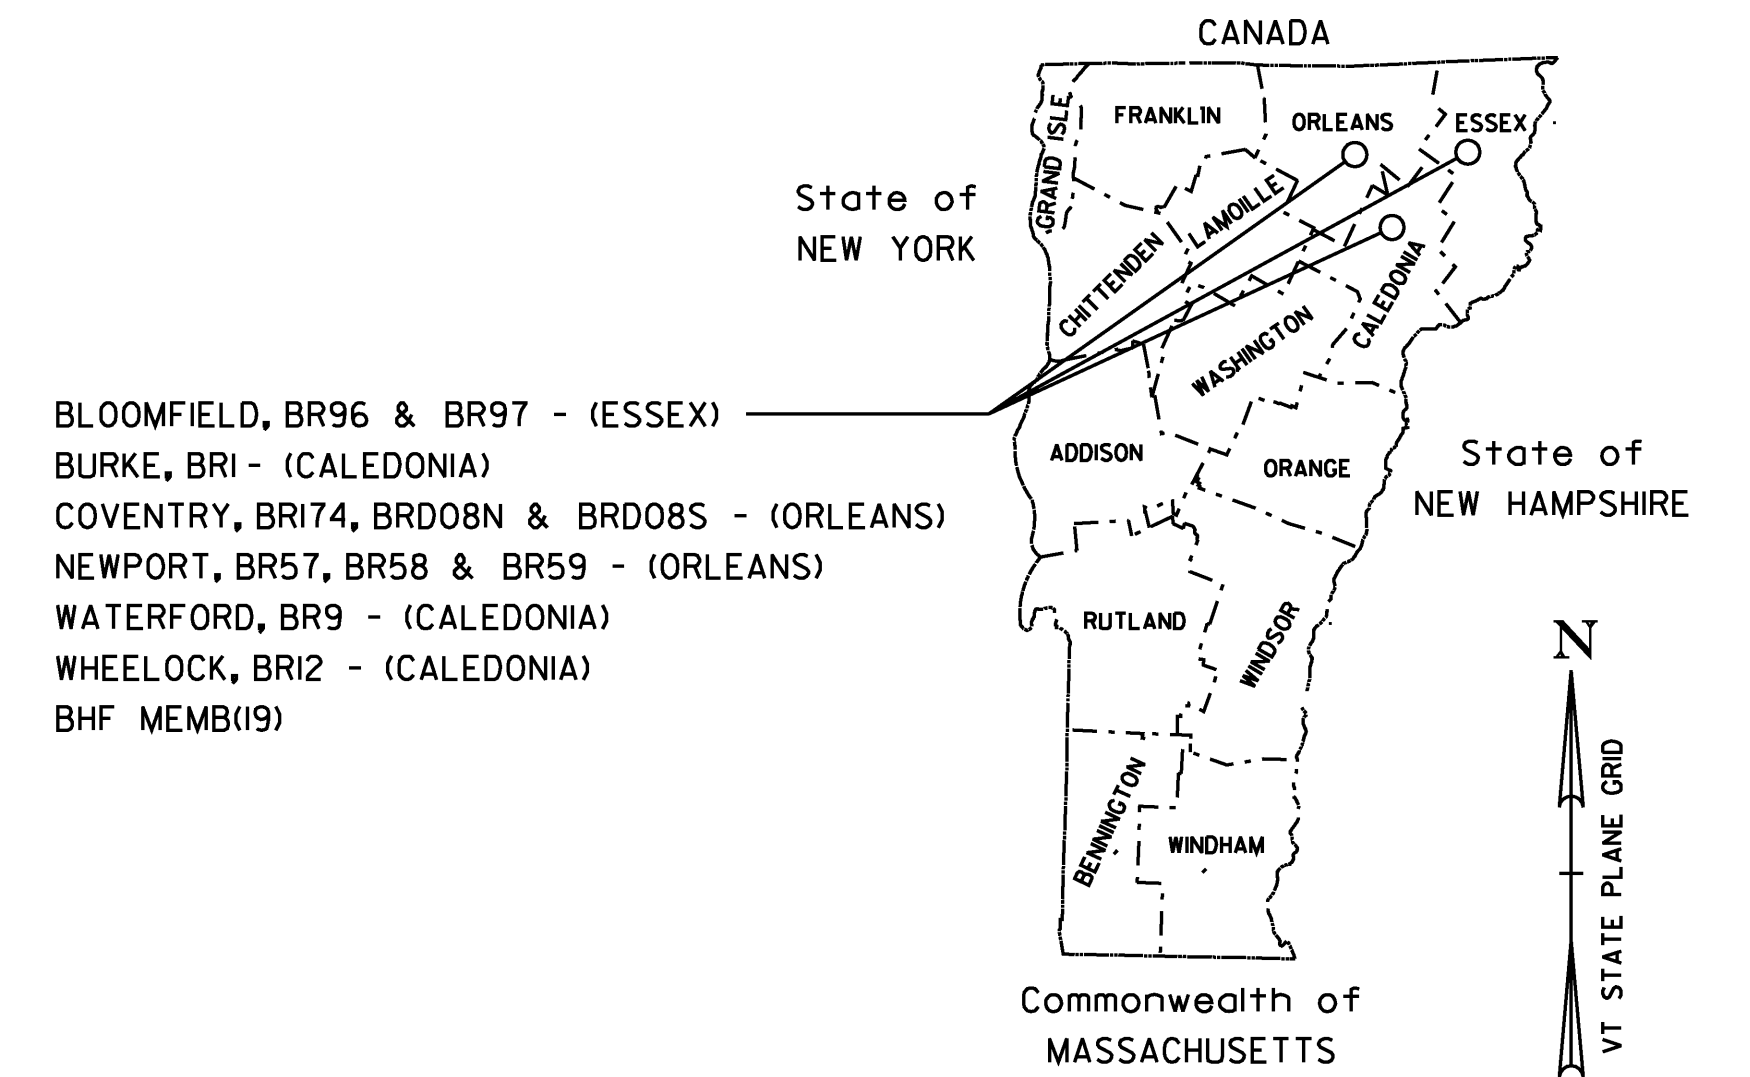 CANADA
FRANKLIN
ORLEANS
ESSEX
GRAND ISLE
State of
NEW YORK
LAMOILLE
CHITTENDEN
CALEDONIA
WASHINGTON
BLOOMFIELD, BR96 & BR97 - (ESSEX)
BURKE, BR1 - (CALEDONIA)
COVENTRY, BR174, BRD08N & BRD08S - (ORLEANS)
NEWPORT, BR57, BR58 & BR59 - (ORLEANS)
WATERFORD, BR9 - (CALEDONIA)
WHEELOCK, BR12 - (CALEDONIA)
BHF MEMB(19)
ADDISON
ORANGE
State of
NEW HAMPSHIRE
RUTLAND
WINDSOR
N
BENNINGTON
WINDHAM
VT STATE PLANE GRID
Commonwealth of
MASSACHUSETTS